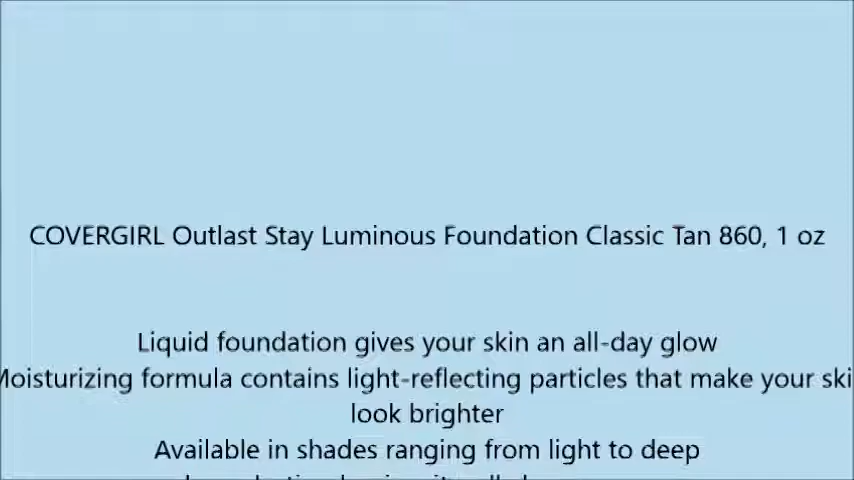 COVERGIRL Outlast Stay Luminous Foundation Classic Tan 860, 1 oz
Liquid foundation gives your skin an all-day glow
Moisturizing formula contains light-reflecting particles that make your ski
look brighter
Available in shades ranging from light to deep